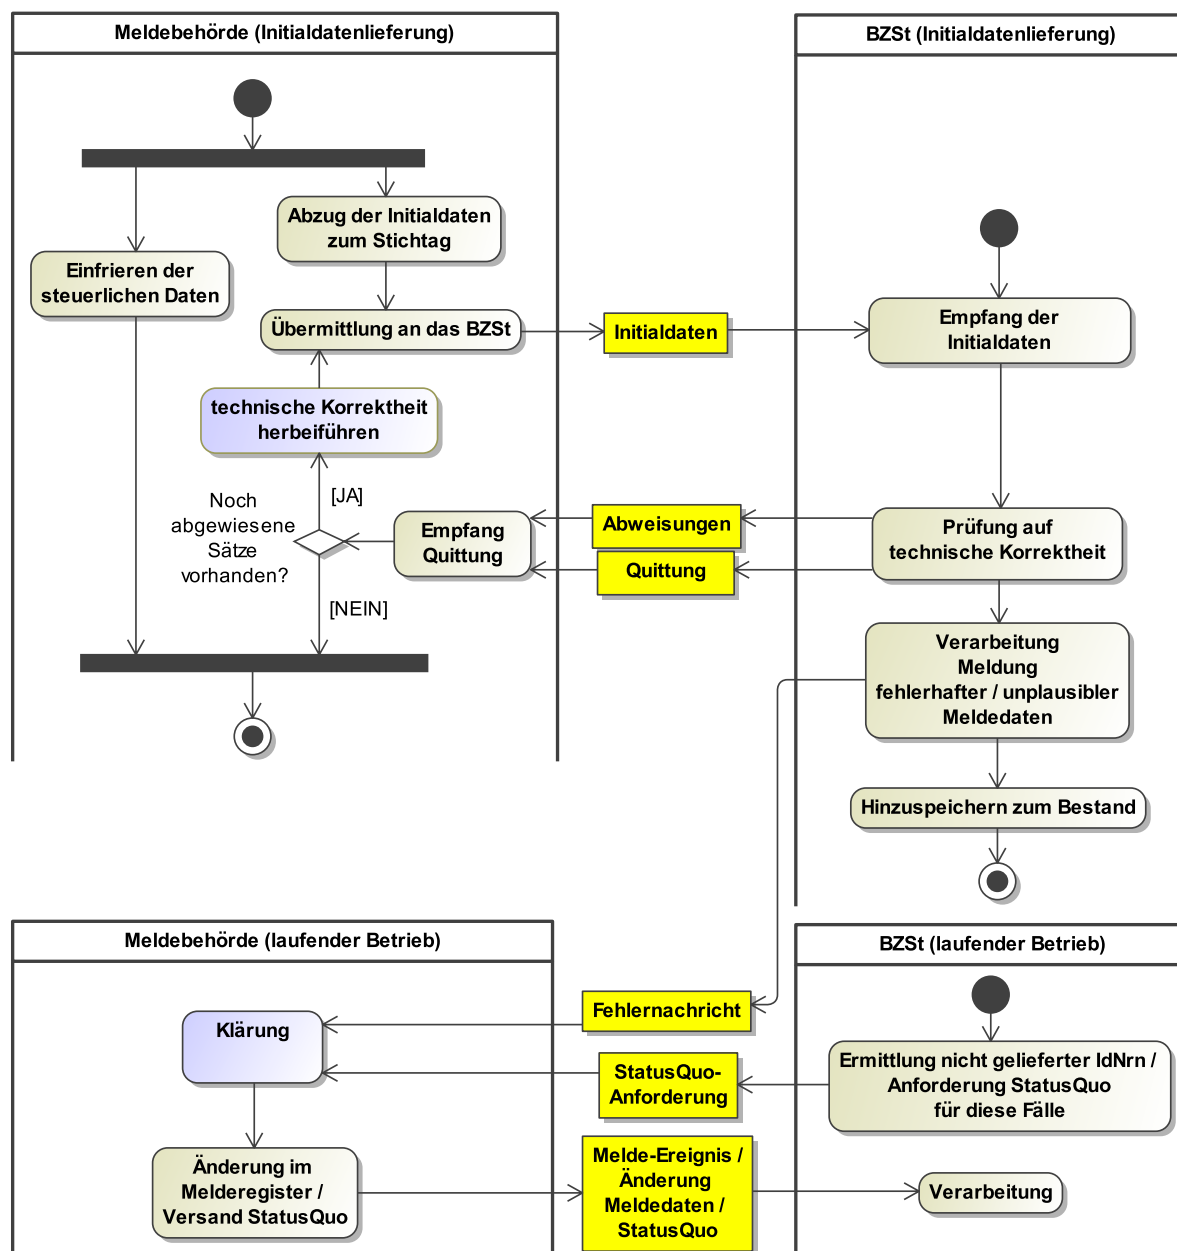 Meldebehörde (Initialdatenlieferung)
BZSt (Initialdatenlieferung)
Abzug der Initialdaten
zum Stichtag
Einfrieren der
steuerlichen Daten
Übermittlung an das BZSt
Initialdaten
Empfang der
Initialdaten
technische Korrektheit
herbeiführen
[JA]
Noch
abgewiesene
Sätze
vorhanden?
Empfang
Quittung
Abweisungen
Quittung
Prüfung auf
technische Korrektheit
[NEIN]
Verarbeitung
Meldung
fehlerhafter / unplausibler
Meldedaten
Hinzuspeichern zum Bestand
Meldebehörde (laufender Betrieb)
BZSt (laufender Betrieb)
Fehlernachricht
Klärung
StatusQuo-
Anforderung
Ermittlung nicht gelieferter IdNrn /
Anforderung StatusQuo
für diese Fälle
Änderung im
Melderegister /
Versand StatusQuo
Melde-Ereignis /
Änderung
Meldedaten /
StatusQuo
Verarbeitung